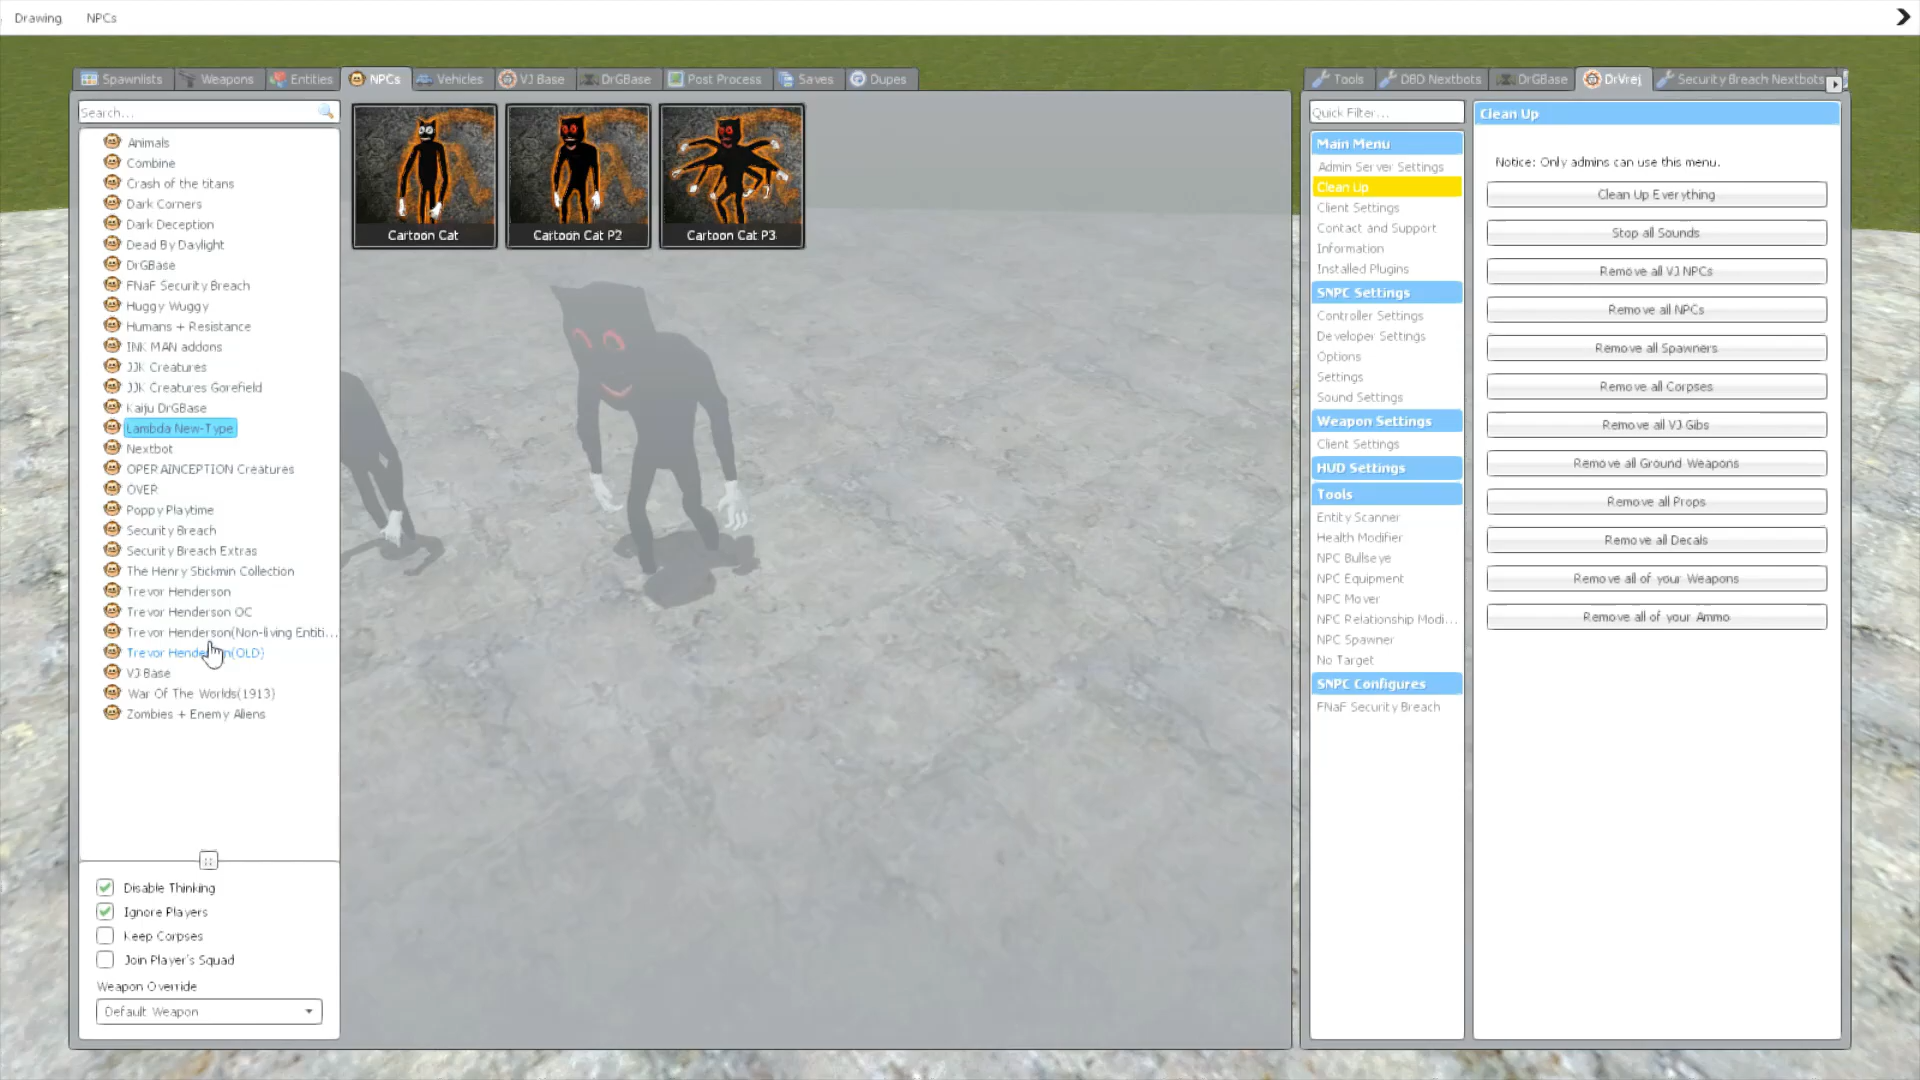 Drawing NPCs
Spawnlists Weapons Entities NPCs Vehicles VJ Base DrGBase Post Process Saves Dupes
Search...
Animals
Combine
Crash of the titans
Dark Corners
Dark Deception
Dead By Daylight
DrGBase
FNaF Security Breach
Huggy Wuggy
Humans + Resistance
INK MAN addons
JJK Creatures
JJK Creatures Gorefield
Kaiju DrGBase
Lambda New-Type
Nextbot
OPERAINCEPTION Creatures
OVER
Poppy Playtime
Security Breach
Security Breach Extras
The Henry Stickmin Collection
Trevor Henderson
Trevor Henderson OC
Trevor Henderson(Non-living Entiti...
Trevor (OLD)
VJ Base
War Of The Worlds(1913)
Zombies + Enemy Aliens
Disable Thinking
Ignore Players
Keep Corpses
Join Player's Squad
Weapon Override
Default Weapon
Cartoon Cat
Cartoon Cat P2
Cartoon Cat P3
Tools DBD Nextbots DrGBase DrVrej Security Breach Nextbots
Quick Filter...
Main Menu
Admin Server Settings
Clean Up
Client Settings
Contact and Support
Information
Installed Plugins
SNPC Settings
Controller Settings
Developer Settings
Options
Settings
Sound Settings
Weapon Settings
Client Settings
HUD Settings
Tools
Entity Scanner
Health Modifier
NPC Bullseye
NPC Equipment
NPC Mover
NPC Relationship Modi...
NPC Spawner
No Target
SNPC Configures
FNaF Security Breach
Clean Up
Notice: Only admins can use this menu.
Clean Up Everything
Stop all Sounds
Remove all VJ NPCs
Remove all NPCs
Remove all Spawners
Remove all Corpses
Remove all VJ Gibs
Remove all Ground Weapons
Remove all Props
Remove all Decals
Remove all of your Weapons
Remove all of your Ammo